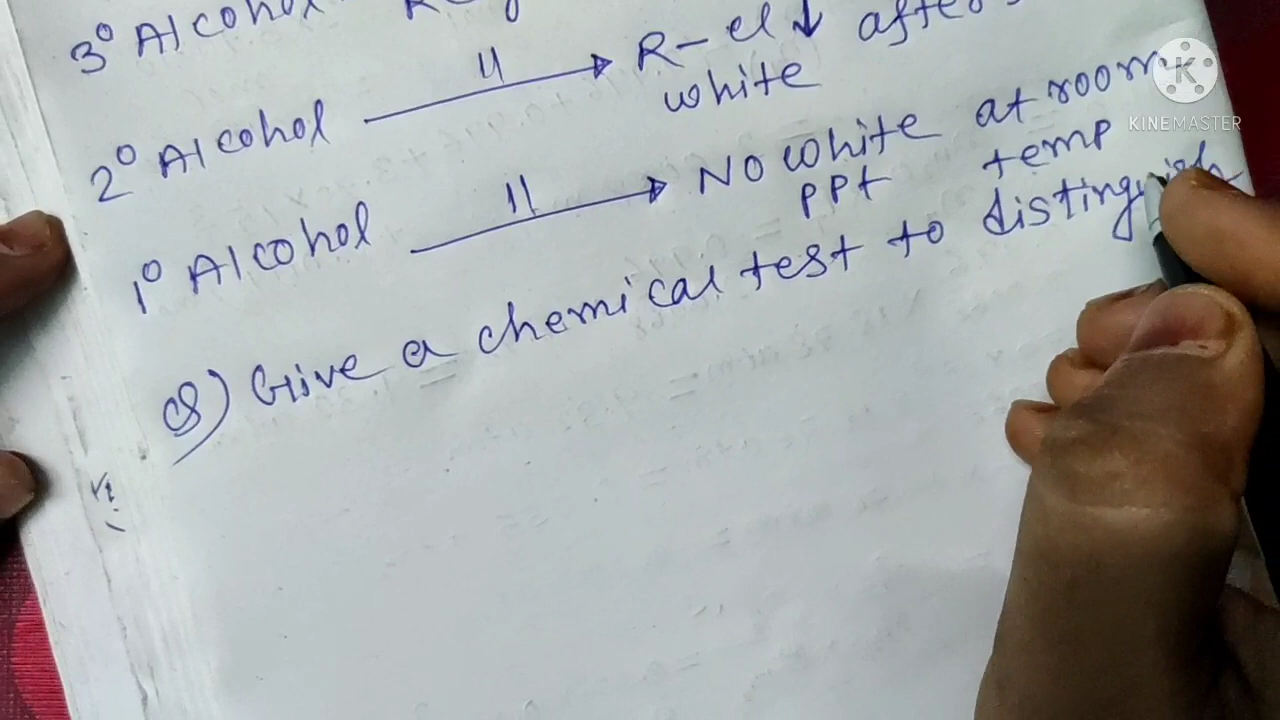 3° Alcohol
2° Alcohol —〃→ R-Cl↓ after
white
1° Alcohol —〃→ No white at room
ppt temp
Q) Give a chemical test to distinguish
K
KINEMASTER